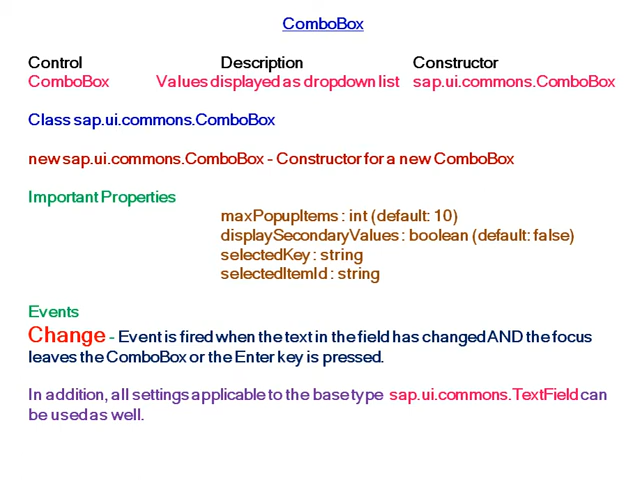 ComboBox
Control Description Constructor
ComboBox Values displayed as dropdown list sap.ui.commons.ComboBox
Class sap.ui.commons.ComboBox
new sap.ui.commons.ComboBox - Constructor for a new ComboBox
Important Properties
maxPopupItems : int (default: 10)
displaySecondaryValues : boolean (default: false)
selectedKey : string
selectedItemId : string
Events
Change - Event is fired when the text in the field has changed AND the focus
leaves the ComboBox or the Enter key is pressed.
In addition, all settings applicable to the base type sap.ui.commons.TextField can
be used as well.